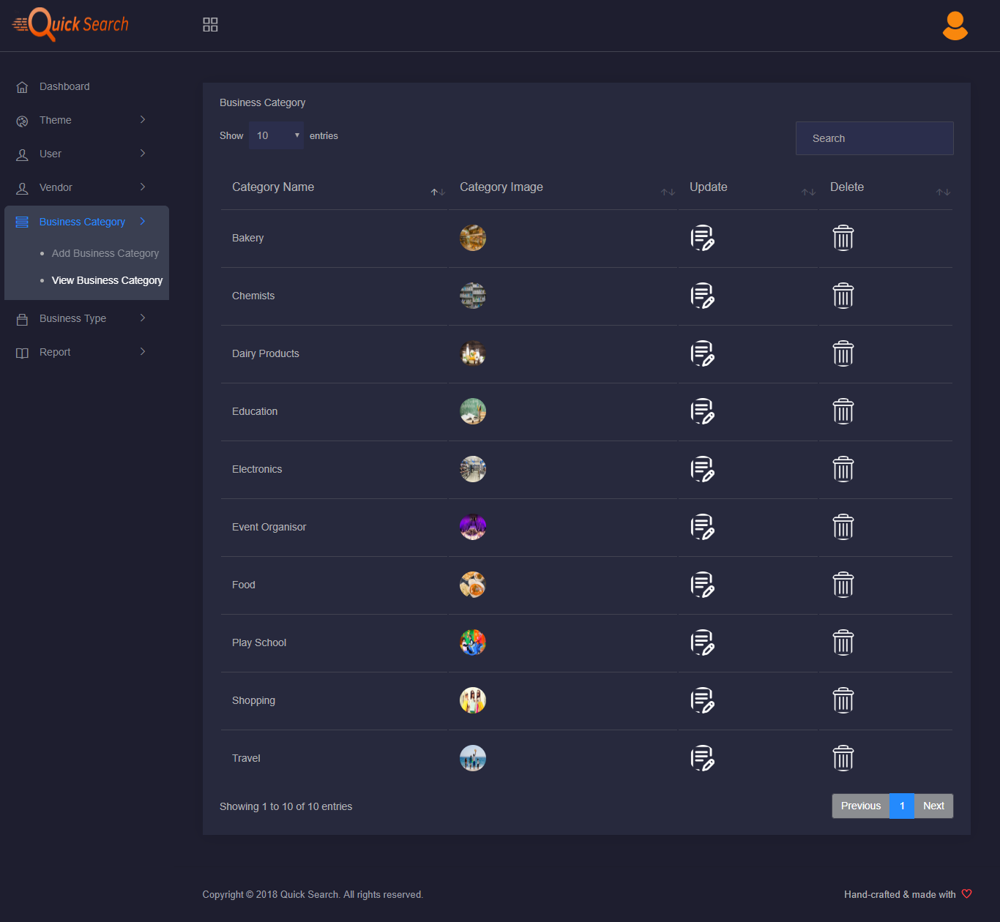 Quick Search
Dashboard
Theme
User
Vendor
Business Category
Add Business Category
View Business Category
Business Type
Report
Business Category
Show 10 entries
Search
Category Name Category Image Update Delete
Bakery
Chemists
Dairy Products
Education
Electronics
Event Organisor
Food
Play School
Shopping
Travel
Showing 1 to 10 of 10 entries
Previous 1 Next
Copyright © 2018 Quick Search. All rights reserved.
Hand-crafted & made with